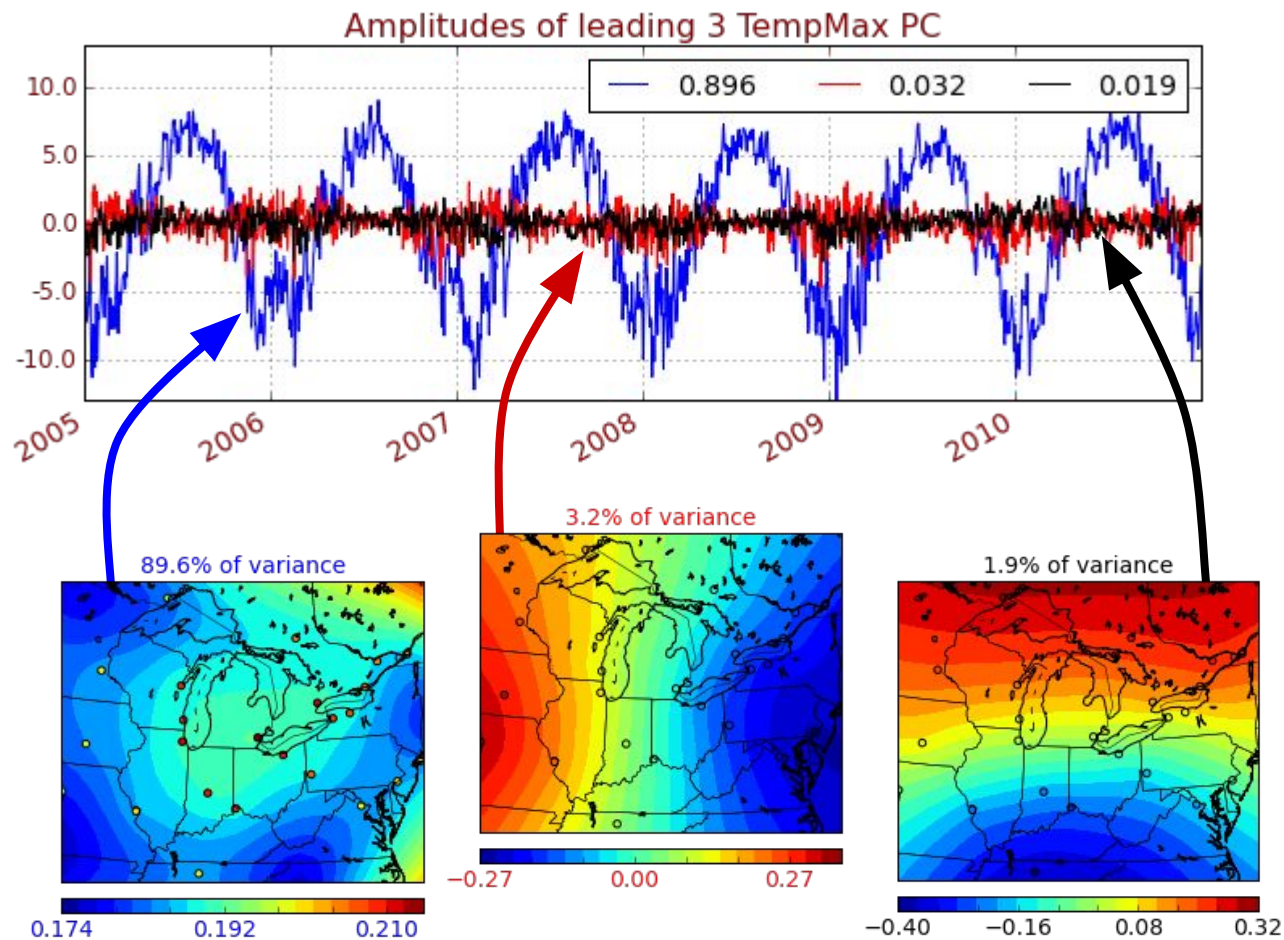 Amplitudes of leading 3 TempMax PC
0.896 0.032 0.019
10.0
5.0
0.0
-5.0
-10.0
2005 2006 2007 2008 2009 2010
3.2% of variance
89.6% of variance
1.9% of variance
−0.27 0.00 0.27
0.174 0.192 0.210
−0.40 −0.16 0.08 0.32